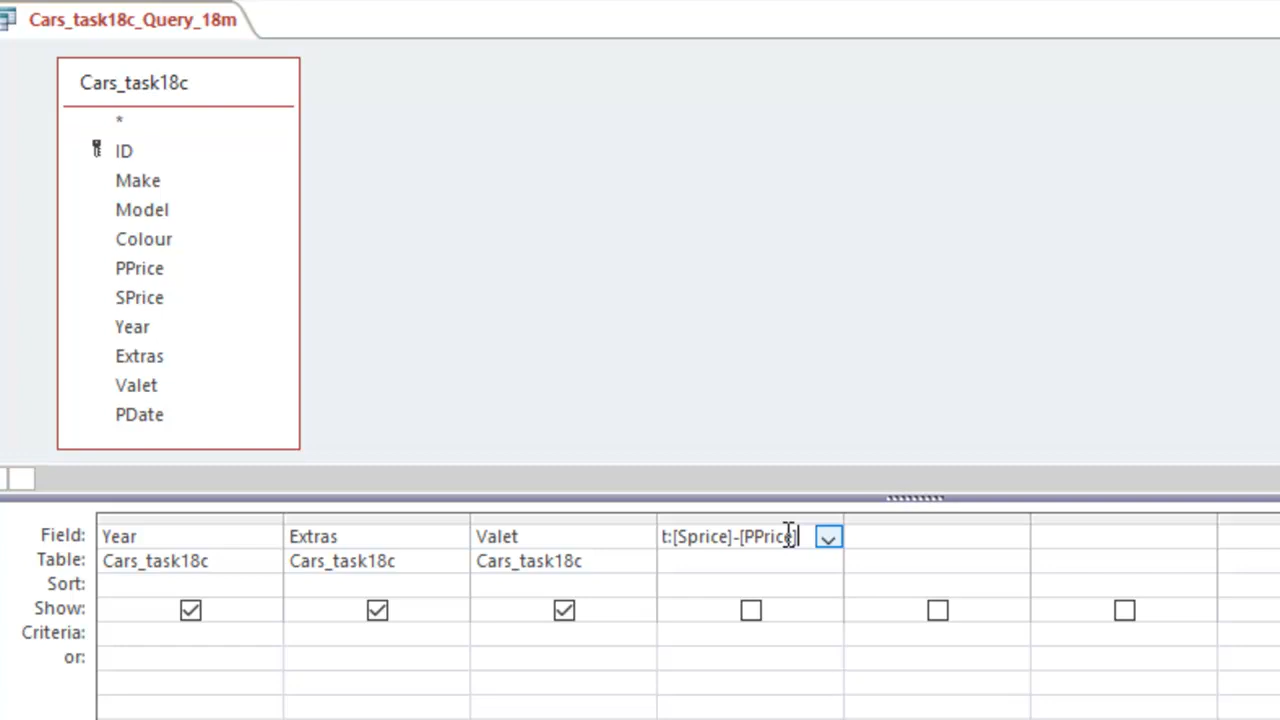 Cars_task18c_Query_18m
Cars_task18c
*
ID
Make
Model
Colour
PPrice
SPrice
Year
Extras
Valet
PDate
Field: Year Extras Valet t:[Sprice]-[PPrice]
Table: Cars_task18c Cars_task18c Cars_task18c
Sort:
Show:
Criteria:
or: